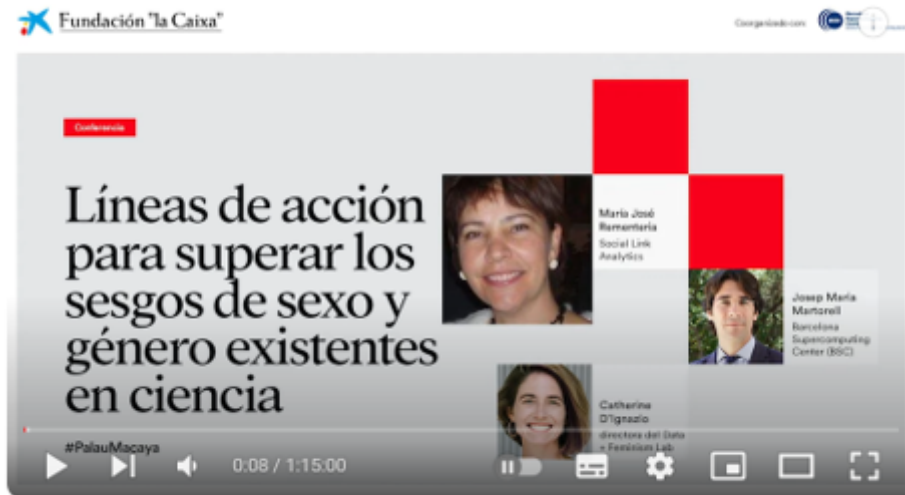 Fundación "la Caixa"
Coorganizado con:
Conferencia
Líneas de acción
para superar los
sesgos de sexo y
género existentes
en ciencia
#PalauMacaya
María José
Rementeria
Social Link
Analytics
Josep Maria
Martorell
Barcelona
Supercomputing
Center (BSC)
Catherine
D'Ignazio
directora del Data
+ Feminism Lab
0:08 / 1:15:00